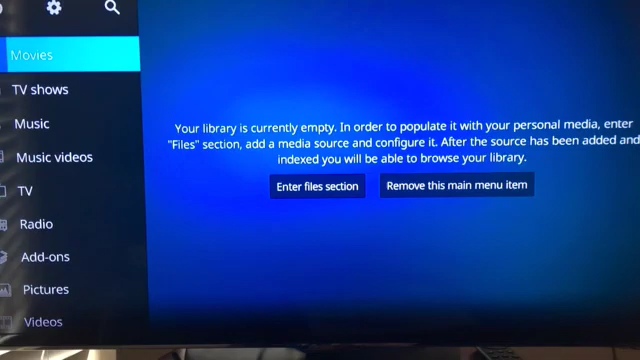 Movies
TV shows
Music
Music videos
TV
Radio
Add-ons
Pictures
Videos
Your library is currently empty. In order to populate it with your personal media, enter
"Files" section, add a media source and configure it. After the source has been added and
indexed you will be able to browse your library.
Enter files section
Remove this main menu item